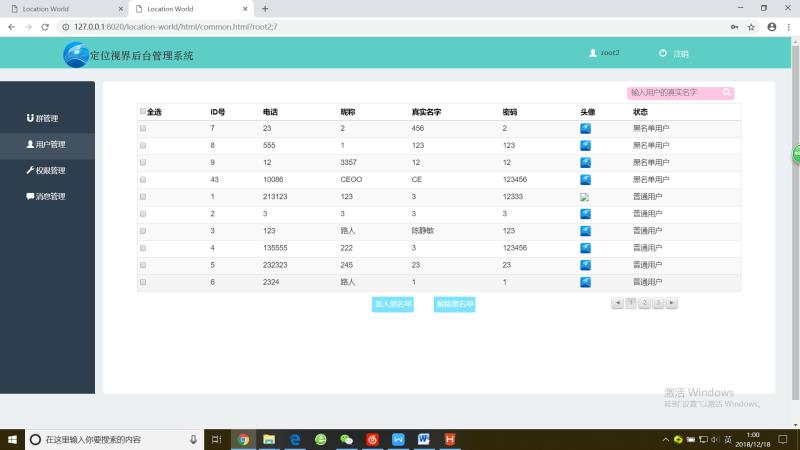 Location World
Location World
127.0.0.1:8020/location-world/html/common.html?root2;7
定位视界后台管理系统
root2
注销
群管理
用户管理
权限管理
消息管理
输入用户的真实名字
全选 ID号 电话 昵称 真实名字 密码 头像 状态
7 23 2 456 2 黑名单用户
8 555 1 123 123 黑名单用户
9 12 3357 12 12 黑名单用户
43 10086 CEOO CE 123456 黑名单用户
1 213123 123 3 12333 普通用户
2 3 3 3 3 普通用户
3 123 路人 陈静敏 123 普通用户
4 135555 222 3 123456 普通用户
5 232323 245 23 23 普通用户
6 2324 路人 1 1 普通用户
加入黑名单 解除黑名单
1 2 3
激活 Windows
转到"设置"以激活 Windows。
在这里输入你要搜索的内容
英
1:00
2018/12/18